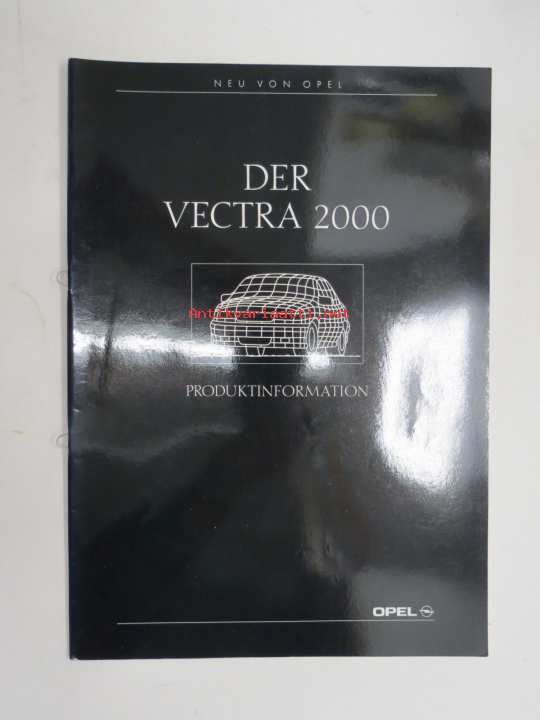 NEU VON OPEL
DER
VECTRA 2000
Antikvariaatti.net
PRODUKTINFORMATION
OPEL